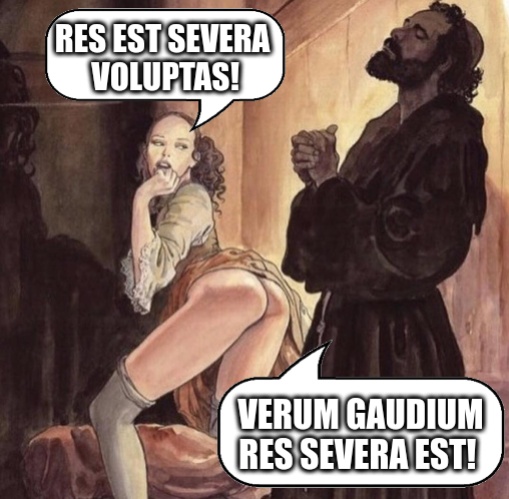 RES EST SEVERA
VOLUPTAS!
VERUM GAUDIUM
RES SEVERA EST!